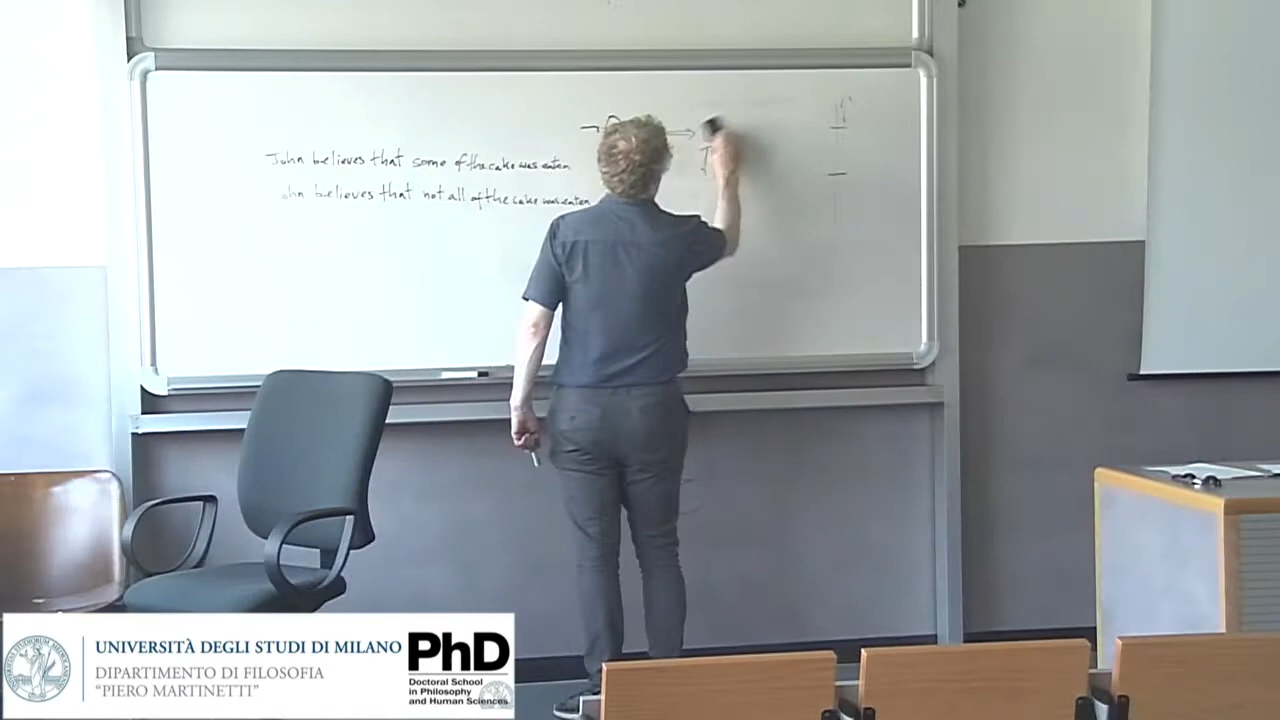 John believes that some of the cake was eaten
ohn believes that not all of the cake was eaten
UNIVERSITÀ DEGLI STUDI DI MILANO
DIPARTIMENTO DI FILOSOFIA
"PIERO MARTINETTI"
PhD
Doctoral School
in Philosophy
and Human Sciences